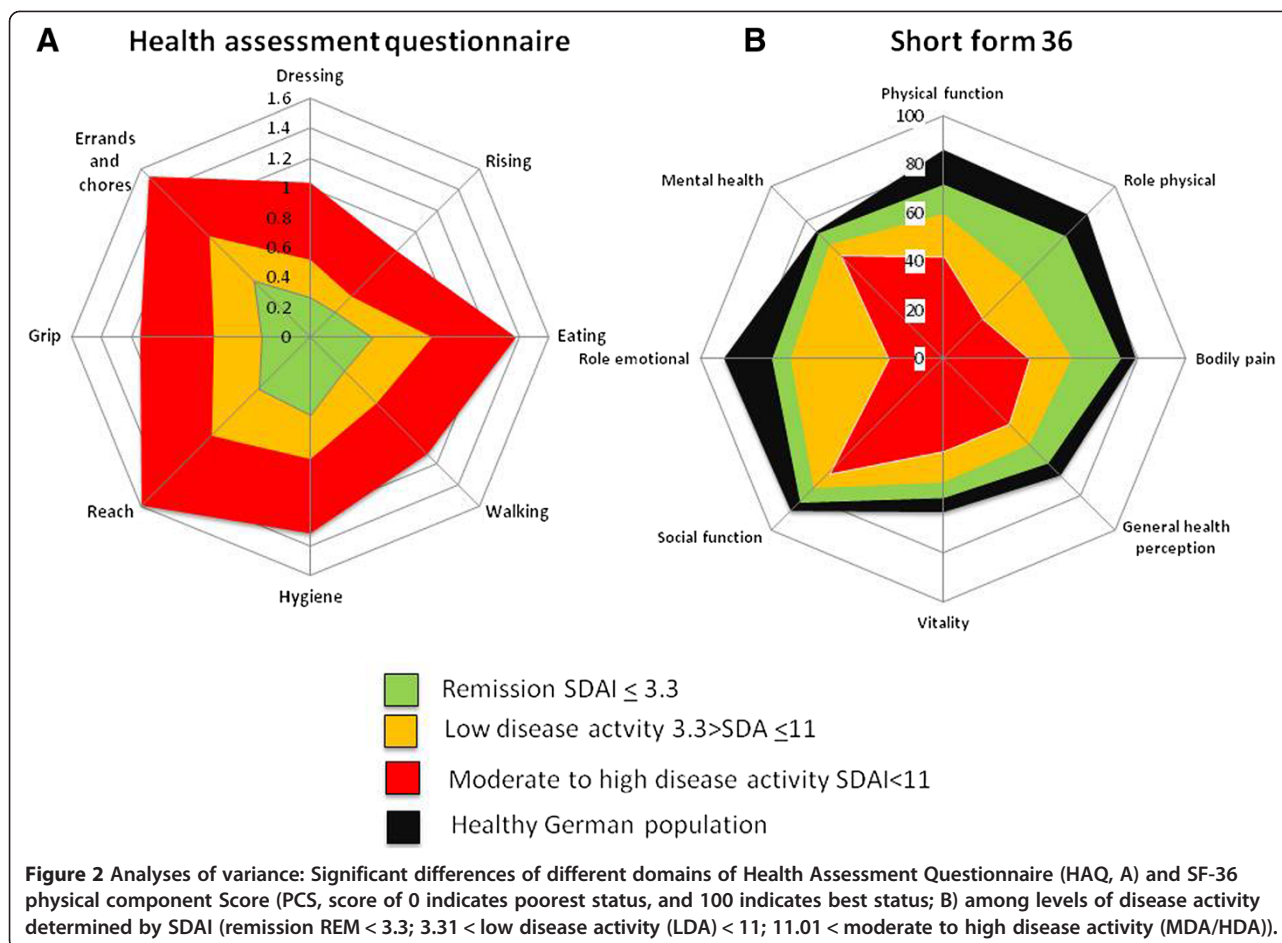 A Health assessment questionnaire
Dressing
1.6
1.4
1.2
1
0.8
0.6
0.4
0.2
0
Rising
Eating
Walking
Hygiene
Reach
Grip
Errands
and
chores
B Short form 36
Physical function
100
80
60
40
20
0
Role physical
Bodily pain
General health
perception
Vitality
Social function
Role emotional
Mental health
Remission SDAI ≤ 3.3
Low disease actvity 3.3>SDA ≤11
Moderate to high disease activity SDAI<11
Healthy German population
Figure 2 Analyses of variance: Significant differences of different domains of Health Assessment Questionnaire (HAQ, A) and SF-36
physical component Score (PCS, score of 0 indicates poorest status, and 100 indicates best status; B) among levels of disease activity
determined by SDAI (remission REM < 3.3; 3.31 < low disease activity (LDA) < 11; 11.01 < moderate to high disease activity (MDA/HDA)).